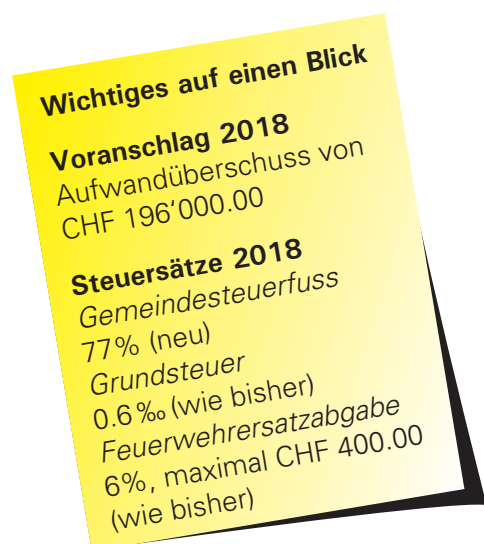 Wichtiges auf einen Blick
Voranschlag 2018
Aufwandüberschuss von
CHF 196‘000.00
Steuersätze 2018
Gemeindesteuerfuss
77% (neu)
Grundsteuer
0.6‰ (wie bisher)
Feuerwehrersatzabgabe
6%, maximal CHF 400.00
(wie bisher)